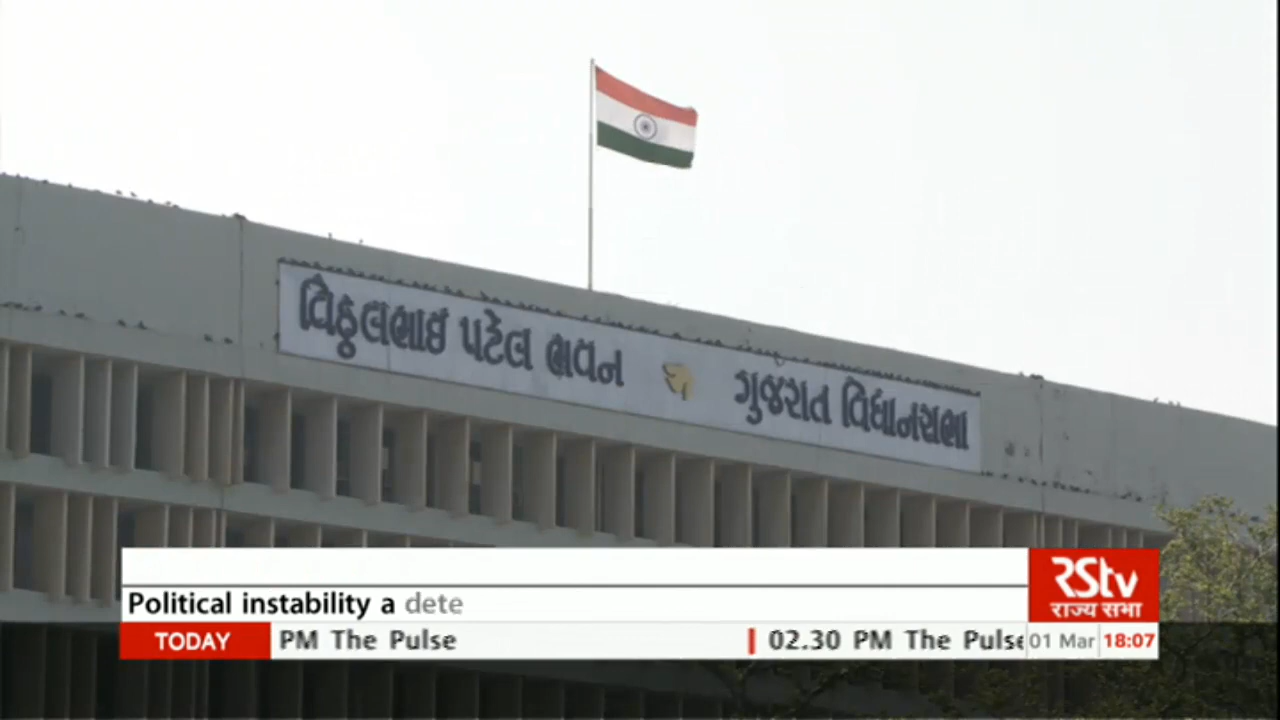 વિઠ્ઠલભાઇ પટેલ ભવન ગુજરાત વિધાનસભા
Political instability a dete
RStv
राज्य सभा
TODAY PM The Pulse 02.30 PM The Pulse 01 Mar 18:07